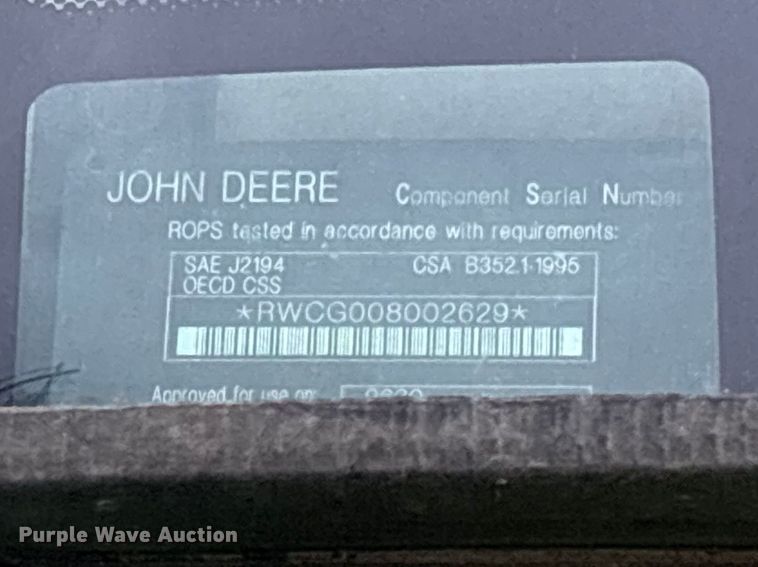 JOHN DEERE Component Serial Number
ROPS tested in accordance with requirements:
SAE J2194 CSA B352.1-1995
OECD CSS
*RWCG008002629*
Approved for use on:
Purple Wave Auction